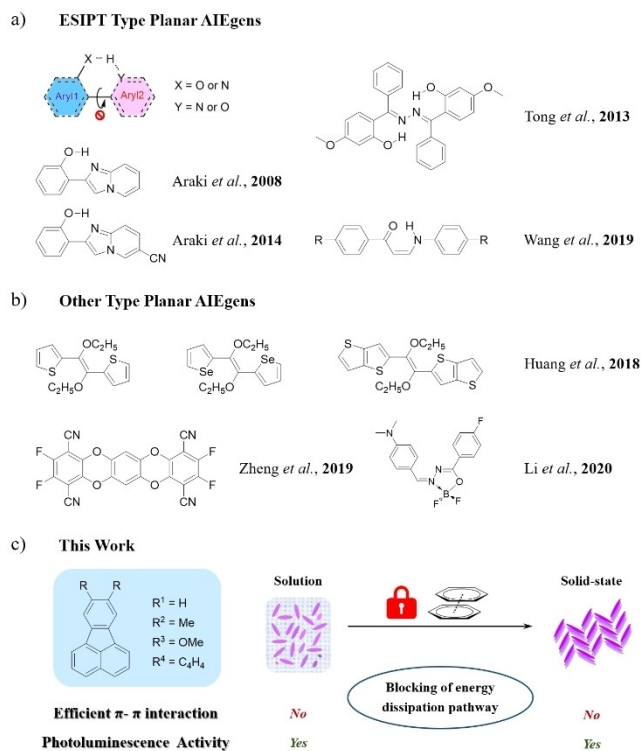 a) ESIPT Type Planar AIEgens
X – H
Y
Aryl1 Aryl2
X = O or N
Y = N or O
HO
O
N–N
O
OH
Tong et al., 2013
O–H
N
N
Araki et al., 2008
O–H
N
N
CN
Araki et al., 2014
O H
N
R R
Wang et al., 2019
b) Other Type Planar AIEgens
OC2H5
S
S
C2H5O
OC2H5
Se
Se
C2H5O
S
OC2H5
S
S
C2H5O
S
Huang et al., 2018
CN CN
F O O F
F O O F
CN CN
Zheng et al., 2019
F
N
N
N O
B
F F
Li et al., 2020
c) This Work
R R
R1 = H
R2 = Me
R3 = OMe
R4 = C4H4
Solution
Solid-state
Blocking of energy
dissipation pathway
Efficient π- π interaction No No
Photoluminescence Activity Yes Yes